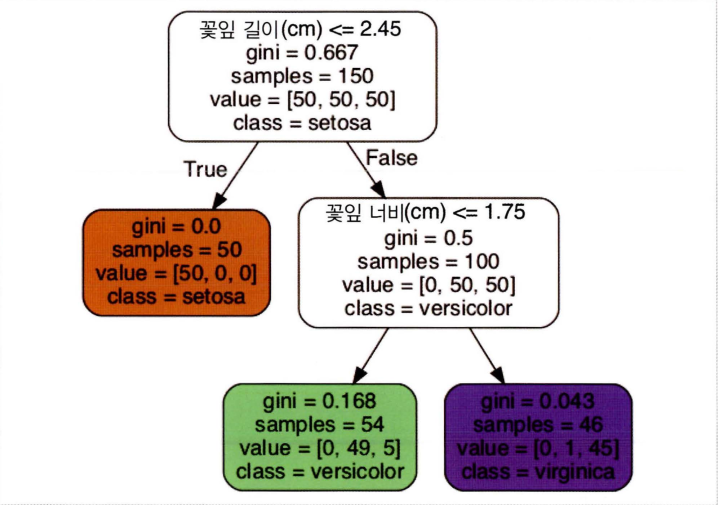 꽃잎 길이(cm) <= 2.45
gini = 0.667
samples = 150
value = [50, 50, 50]
class = setosa
True
False
gini = 0.0
samples = 50
value = [50, 0, 0]
class = setosa
꽃잎 너비(cm) <= 1.75
gini = 0.5
samples = 100
value = [0, 50, 50]
class = versicolor
gini = 0.168
samples = 54
value = [0, 49, 5]
class = versicolor
gini = 0.043
samples = 46
value = [0, 1, 45]
class = virginica